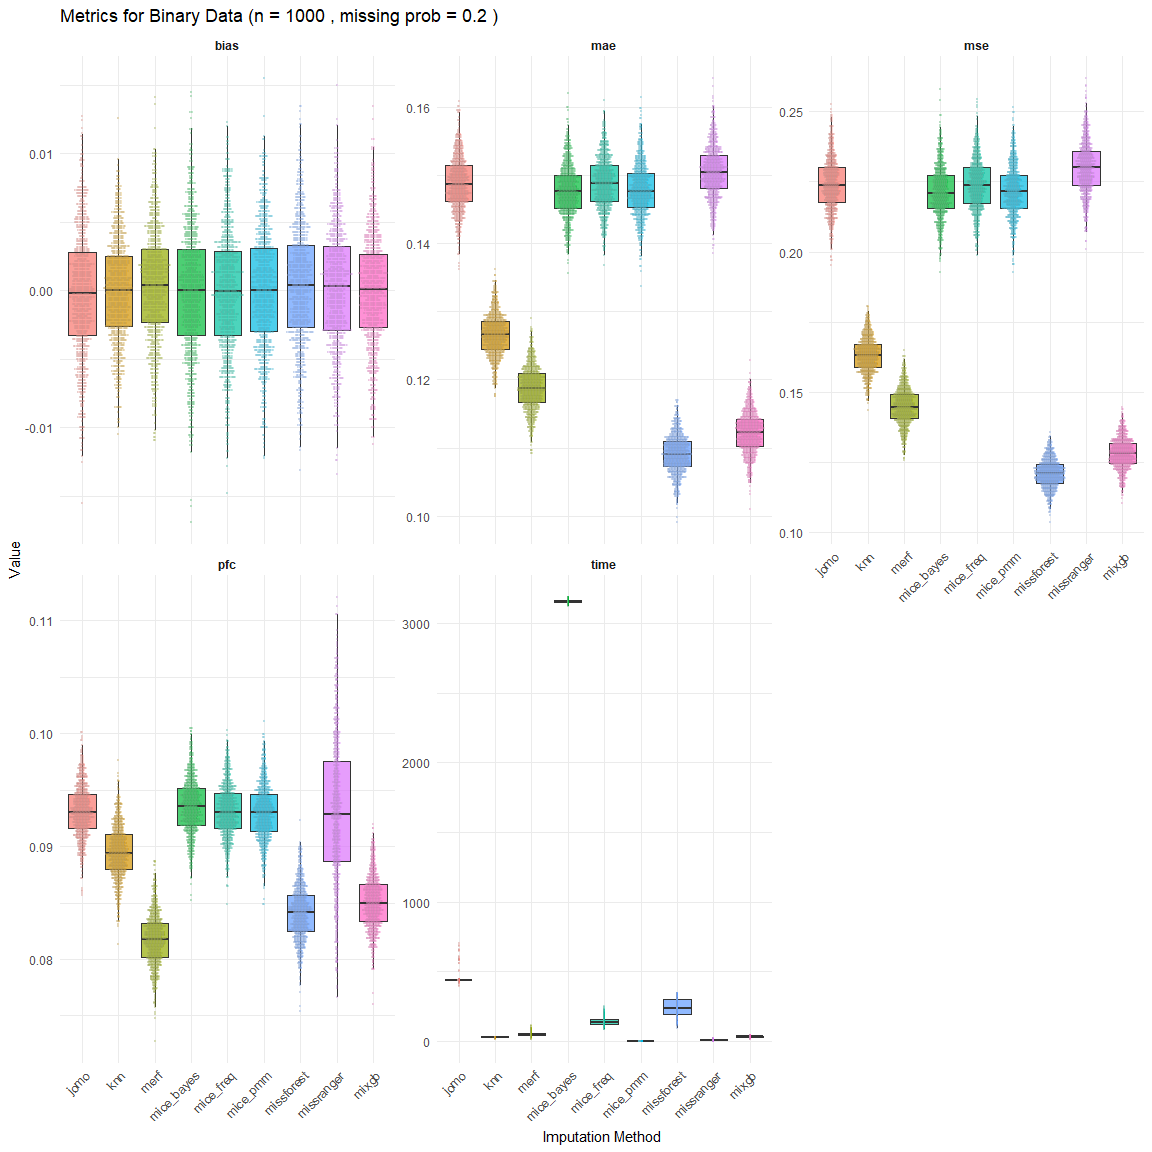 Metrics for Binary Data (n = 1000 , missing prob = 0.2 )
bias
mae
mse
0.01
0.00
-0.01
0.16
0.14
0.12
0.10
0.25
0.20
0.15
0.10
jomo
knn
merf
mice_bayes
mice_freq
mice_pmm
missforest
missranger
mixgb
Value
pfc
time
0.11
0.10
0.09
0.08
3000
2000
1000
0
jomo
knn
merf
mice_bayes
mice_freq
mice_pmm
missforest
missranger
mixgb
jomo
knn
merf
mice_bayes
mice_freq
mice_pmm
missforest
missranger
mixgb
Imputation Method